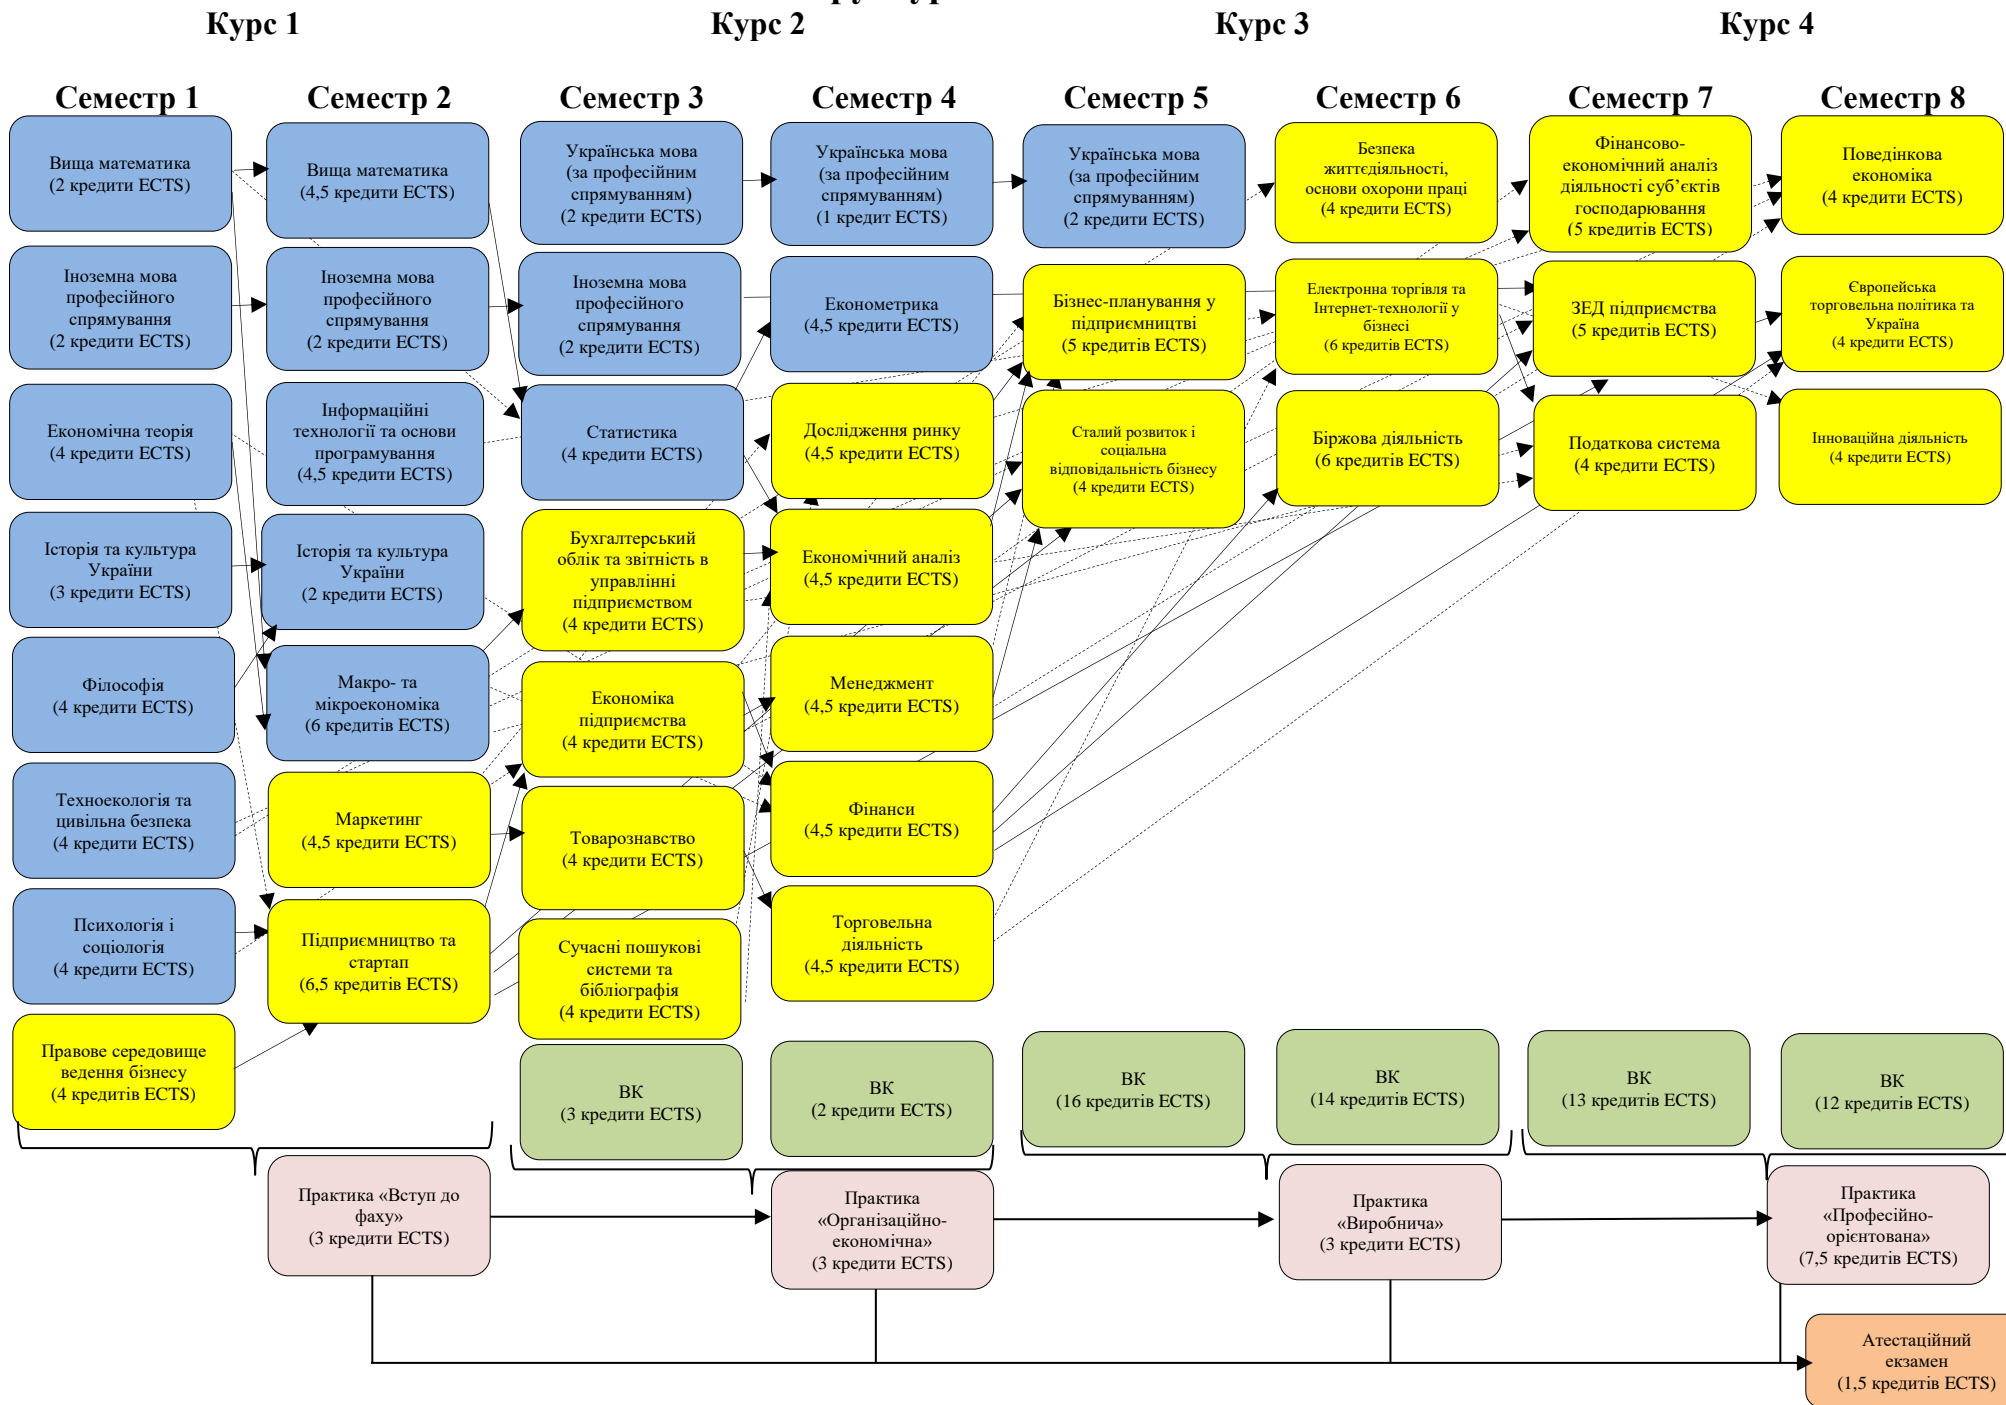 Курс 1
Курс 2
Курс 3
Курс 4
Семестр 1
Семестр 2
Семестр 3
Семестр 4
Семестр 5
Семестр 6
Семестр 7
Семестр 8
Вища математика
(2 кредити ECTS)
Іноземна мова
професійного
спрямування
(2 кредити ECTS)
Економічна теорія
(4 кредити ECTS)
Історія та культура
України
(3 кредити ECTS)
Філософія
(4 кредити ECTS)
Техноекологія та
цивільна безпека
(4 кредити ECTS)
Психологія і
соціологія
(4 кредити ECTS)
Правове середовище
ведення бізнесу
(4 кредитів ECTS)
Вища математика
(4,5 кредити ECTS)
Іноземна мова
професійного
спрямування
(2 кредити ECTS)
Інформаційні
технології та основи
програмування
(4,5 кредити ECTS)
Історія та культура
України
(2 кредити ECTS)
Макро- та
мікроекономіка
(6 кредитів ECTS)
Маркетинг
(4,5 кредити ECTS)
Підприємництво та
стартап
(6,5 кредитів ECTS)
Українська мова
(за професійним
спрямуванням)
(2 кредити ECTS)
Іноземна мова
професійного
спрямування
(2 кредити ECTS)
Статистика
(4 кредити ECTS)
Бухгалтерський
облік та звітність в
управлінні
підприємством
(4 кредити ECTS)
Економіка
підприємства
(4 кредити ECTS)
Товарознавство
(4 кредити ECTS)
Сучасні пошукові
системи та
бібліографія
(4 кредити ECTS)
ВК
(3 кредити ECTS)
Українська мова
(за професійним
спрямуванням)
(1 кредит ECTS)
Економетрика
(4,5 кредити ECTS)
Дослідження ринку
(4,5 кредити ECTS)
Економічний аналіз
(4,5 кредити ECTS)
Менеджмент
(4,5 кредити ECTS)
Фінанси
(4,5 кредити ECTS)
Торговельна
діяльність
(4,5 кредити ECTS)
ВК
(2 кредити ECTS)
Українська мова
(за професійним
спрямуванням)
(2 кредити ECTS)
Бізнес-планування у
підприємництві
(5 кредитів ECTS)
Сталий розвиток і
соціальна
відповідальність бізнесу
(4 кредити ECTS)
ВК
(16 кредитів ECTS)
Безпека
життєдіяльності,
основи охорони праці
(4 кредити ECTS)
Електронна торгівля та
Інтернет-технології у
бізнесі
(6 кредитів ECTS)
Біржова діяльність
(6 кредитів ECTS)
ВК
(14 кредитів ECTS)
Фінансово-
економічний аналіз
діяльності суб’єктів
господарювання
(5 кредитів ECTS)
ЗЕД підприємства
(5 кредитів ECTS)
Податкова система
(4 кредити ECTS)
ВК
(13 кредитів ECTS)
Поведінкова
економіка
(4 кредити ECTS)
Європейська
торговельна політика та
Україна
(4 кредити ECTS)
Інноваційна діяльність
(4 кредити ECTS)
ВК
(12 кредитів ECTS)
Практика «Вступ до
фаху»
(3 кредити ECTS)
Практика
«Організаційно-
економічна»
(3 кредити ECTS)
Практика
«Виробнича»
(3 кредити ECTS)
Практика
«Професійно-
орієнтована»
(7,5 кредитів ECTS)
Атестаційний
екзамен
(1,5 кредитів ECTS)